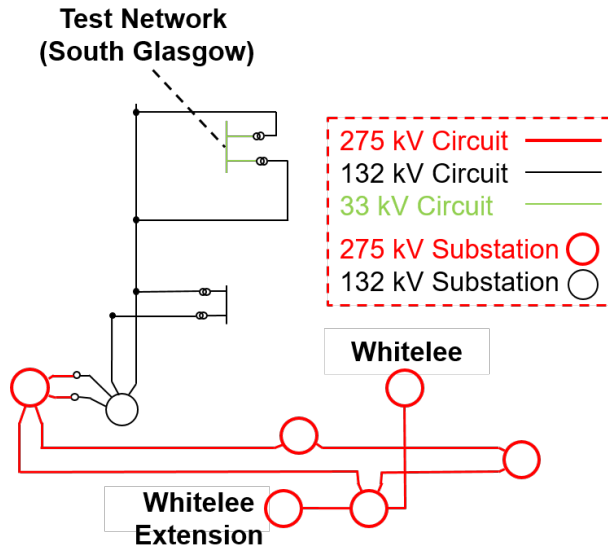 Test Network
(South Glasgow)
275 kV Circuit
132 kV Circuit
33 kV Circuit
275 kV Substation
132 kV Substation
Whitelee
Whitelee
Extension